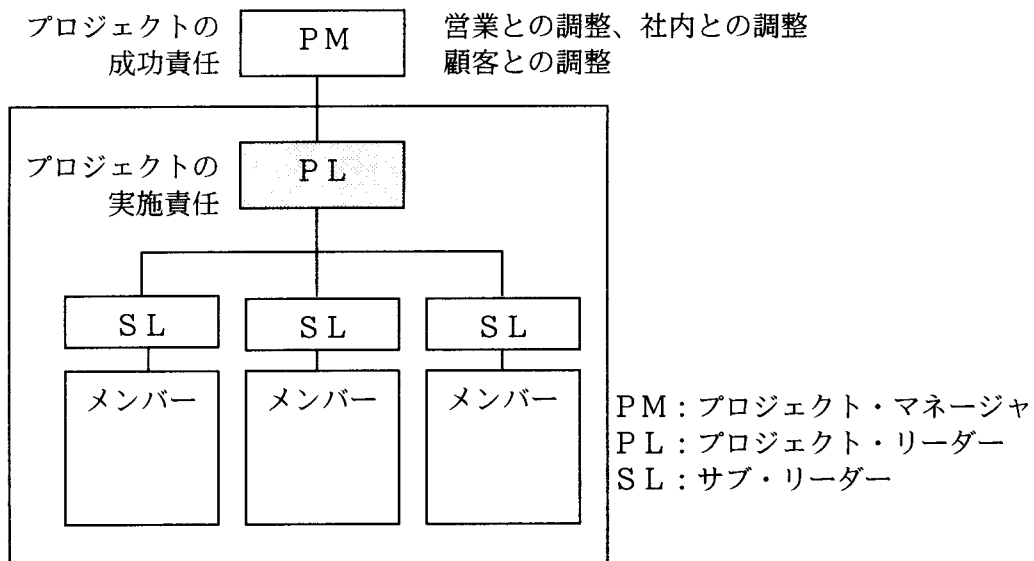 プロジェクトの
成功責任
PM
営業との調整、社内との調整
顧客との調整
プロジェクトの
実施責任
PL
SL
SL
SL
メンバー
メンバー
メンバー
PM:プロジェクト・マネージャ
PL:プロジェクト・リーダー
SL:サブ・リーダー